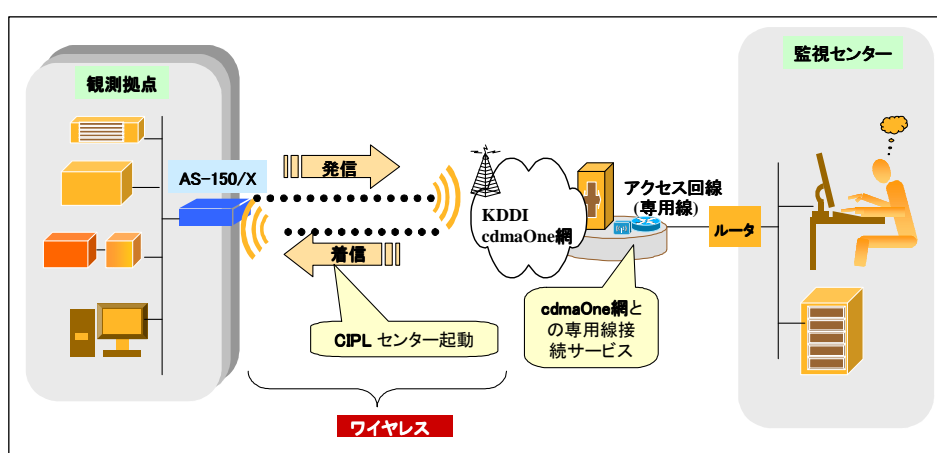 監視センター
観測拠点
AS-150/X
発信
着信
KDDI
cdmaOne網
アクセス回線
(専用線)
ルータ
CIPL センター起動
cdmaOne網と
の専用線接
続サービス
ワイヤレス